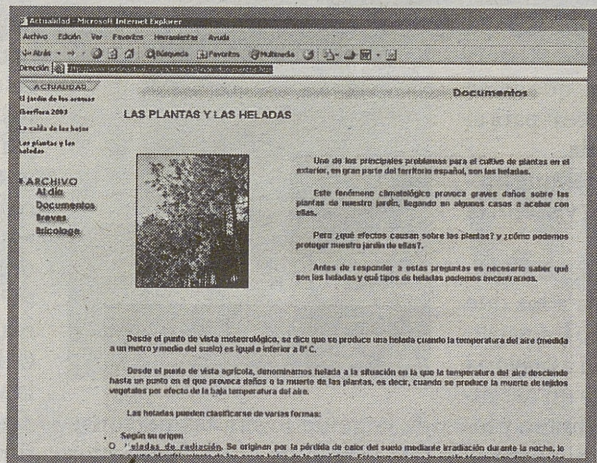 Actualidad - Microsoft Internet Explorer
Archivo Edición Ver Favoritos Herramientas Ayuda
Atrás Búsqueda Favoritos Multimedia
Dirección
ACTUALIDAD
El jardín de los aromas
Iberflora 2003
La caída de las hojas
Las plantas y las
heladas
ARCHIVO
Al día
Documentos
Breves
Bricolage
Documentos
LAS PLANTAS Y LAS HELADAS
Uno de los principales problemas para el cultivo de plantas en el
exterior, en gran parte del territorio español, son las heladas.
Este fenómeno climatológico provoca graves daños sobre las
plantas de nuestro jardín, llegando en algunos casos a acabar con
ellas.
Pero ¿qué efectos causan sobre las plantas? y ¿cómo podemos
proteger nuestro jardín de ellas?.
Antes de responder a estas preguntas es necesario saber qué
son las heladas y qué tipos de heladas podemos encontrarnos.
Desde el punto de vista meteorológico, se dice que se produce una helada cuando la temperatura del aire (medida
a un metro y medio del suelo) es igual o inferior a 0º C.
Desde el punto de vista agrícola, denominamos helada a la situación en la que la temperatura del aire desciende
hasta un punto en el que provoca daños o la muerte de las plantas, es decir, cuando se produce la muerte de tejidos
vegetales por efecto de la baja temperatura del aire.
Las heladas pueden clasificarse de varias formas:
Según su origen
Heladas de radiación. Se originan por la pérdida de calor del suelo mediante irradiación durante la noche, lo